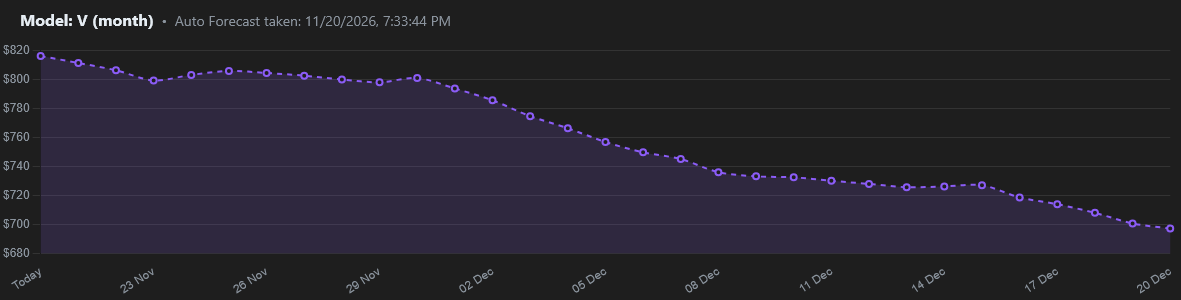 Model: V (month) • Auto Forecast taken: 11/20/2026, 7:33:44 PM
$820
$800
$780
$760
$740
$720
$700
$680
Today
23 Nov
26 Nov
29 Nov
02 Dec
05 Dec
08 Dec
11 Dec
14 Dec
17 Dec
20 Dec